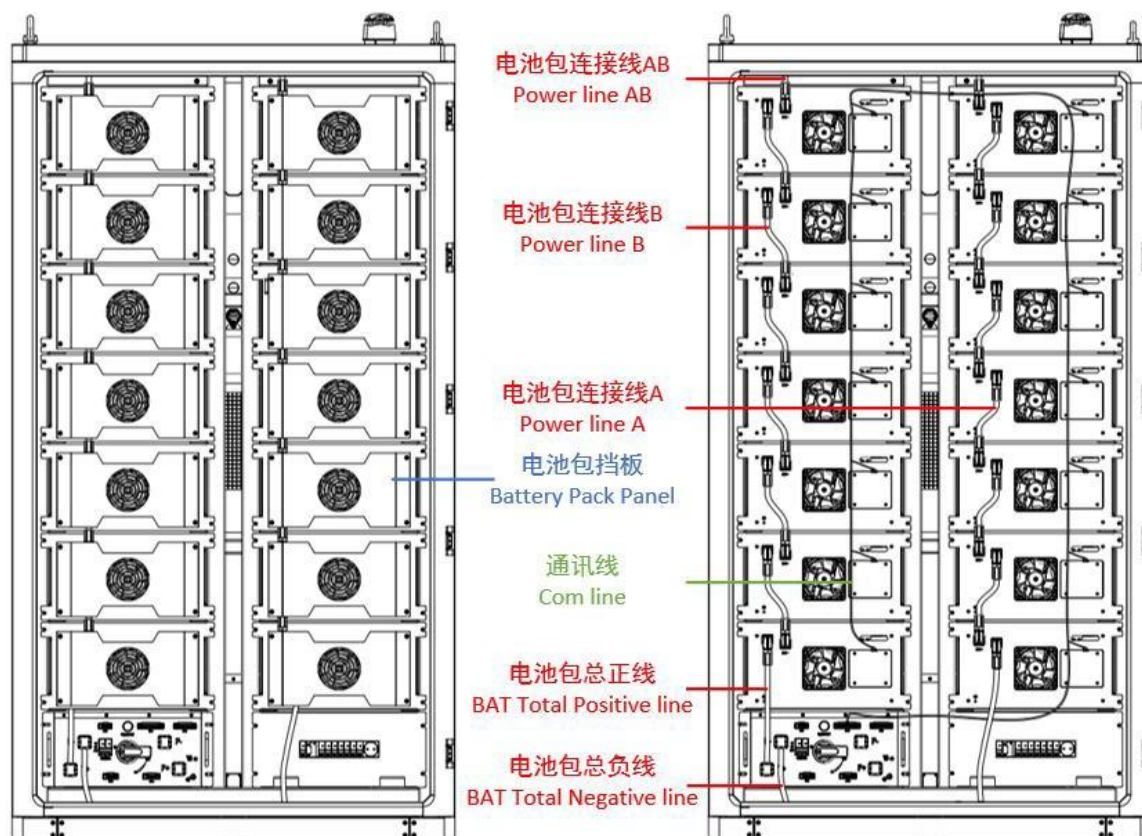 电池包连接线AB
Power line AB
电池包连接线B
Power line B
电池包连接线A
Power line A
电池包挡板
Battery Pack Panel
通讯线
Com line
电池包总正线
BAT Total Positive line
电池包总负线
BAT Total Negative line